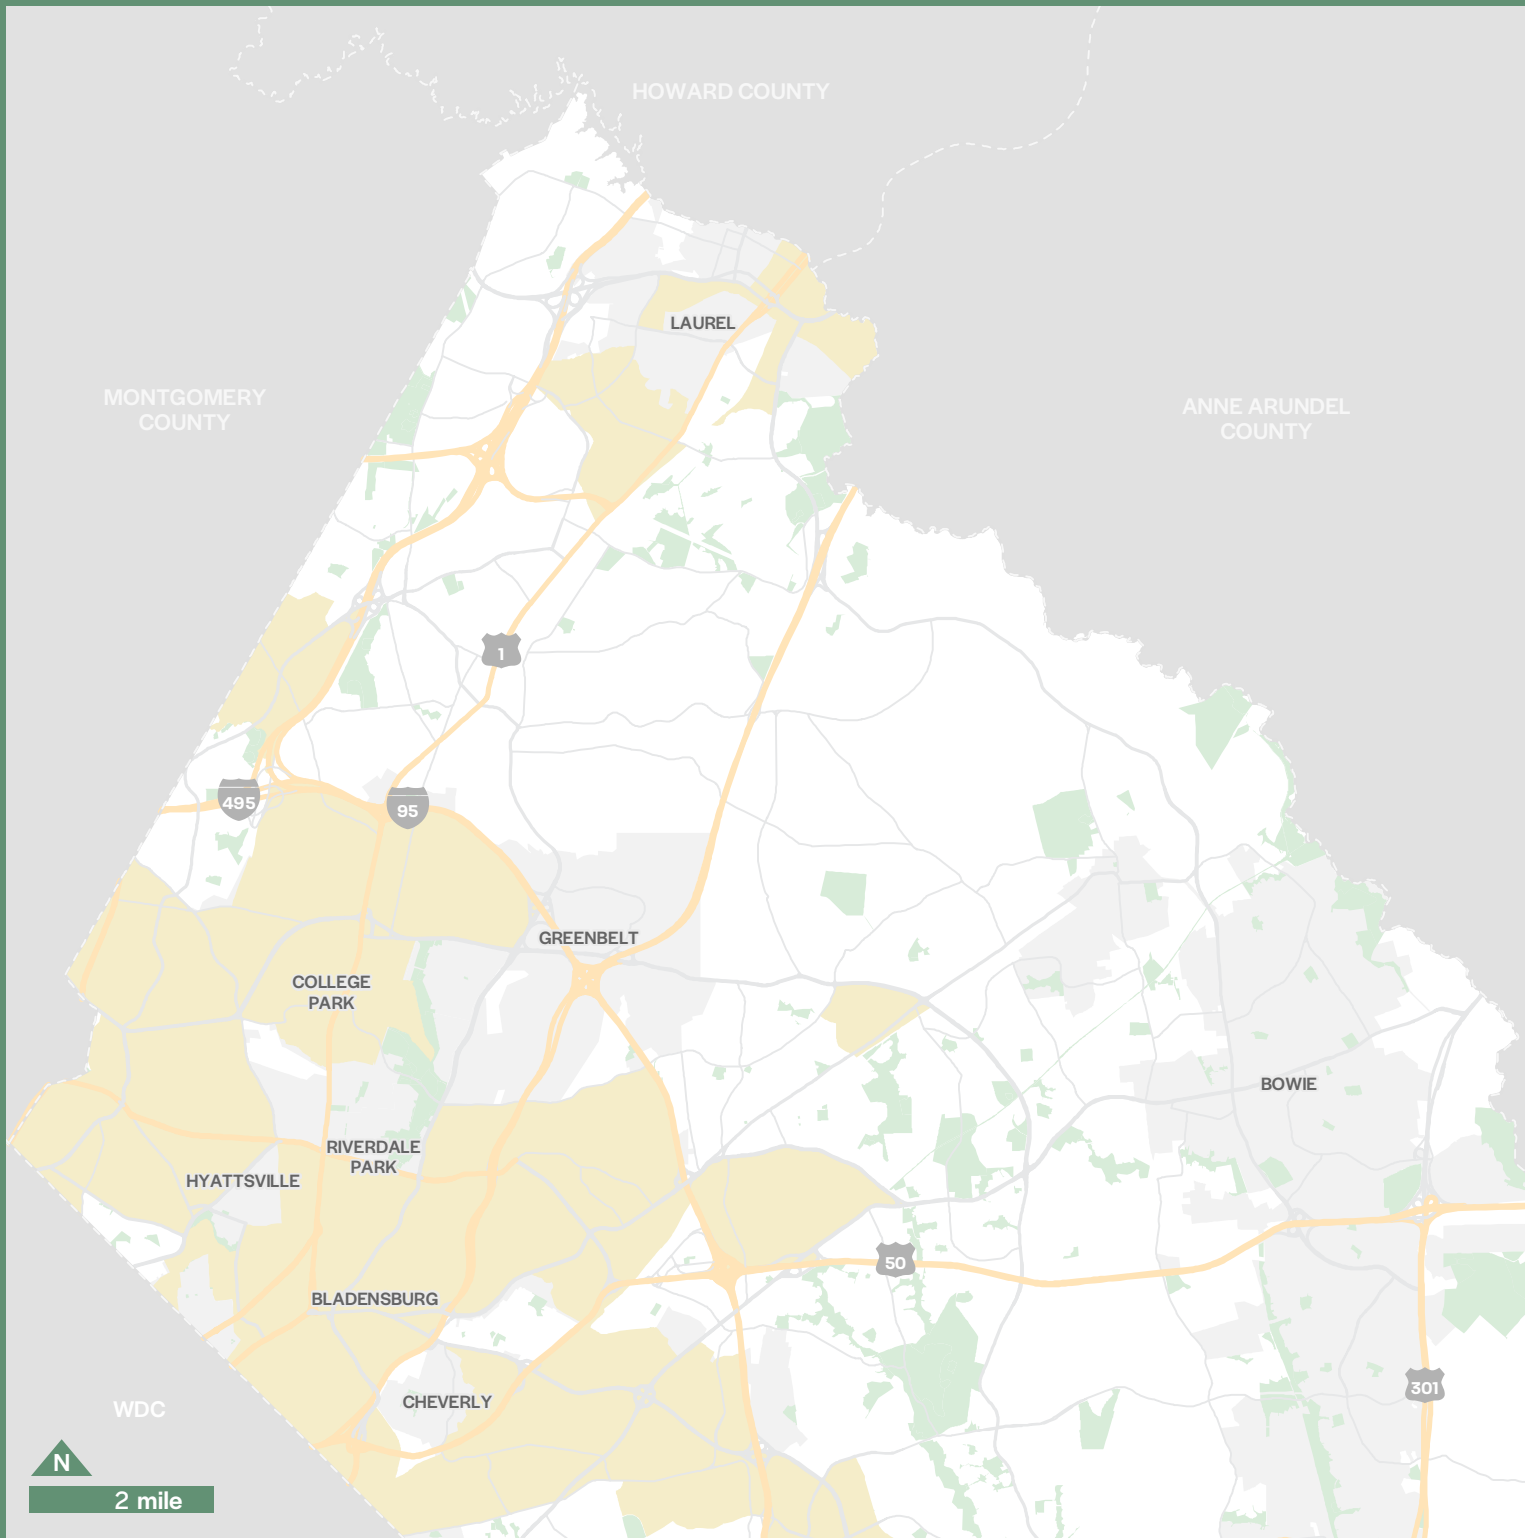 HOWARD COUNTY
LAUREL
MONTGOMERY
COUNTY
ANNE ARUNDEL
COUNTY
1
495
95
GREENBELT
COLLEGE
PARK
BOWIE
RIVERDALE
PARK
HYATTSVILLE
50
BLADENSBURG
301
CHEVERLY
WDC
N
2 mile